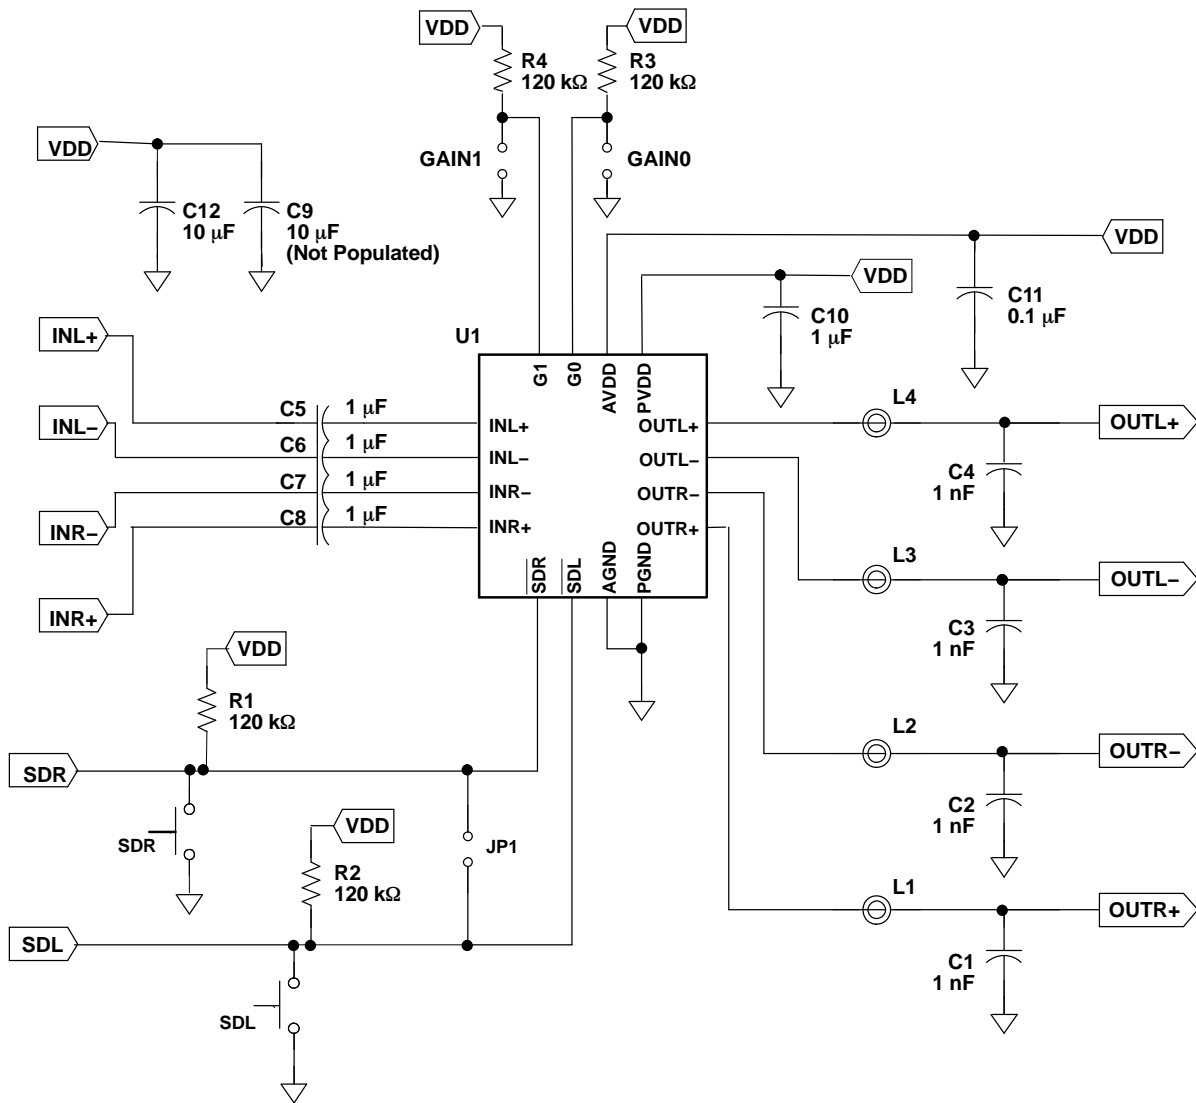 VDD
R4
120 kΩ
VDD
R3
120 kΩ
GAIN1
GAIN0
VDD
C12
10 µF
C9
10 µF
(Not Populated)
VDD
VDD
C10
1 µF
C11
0.1 µF
U1
G1
G0
AVDD
PVDD
INL+
INL−
INR−
INR+
C5
1 µF
C6
1 µF
C7
1 µF
C8
1 µF
INL+
INL−
INR−
INR+
OUTL+
OUTL−
OUTR−
OUTR+
SDR
SDL
AGND
PGND
L4
OUTL+
C4
1 nF
L3
OUTL−
C3
1 nF
L2
OUTR−
C2
1 nF
L1
OUTR+
C1
1 nF
VDD
R1
120 kΩ
SDR
SDR
VDD
R2
120 kΩ
JP1
SDL
SDL